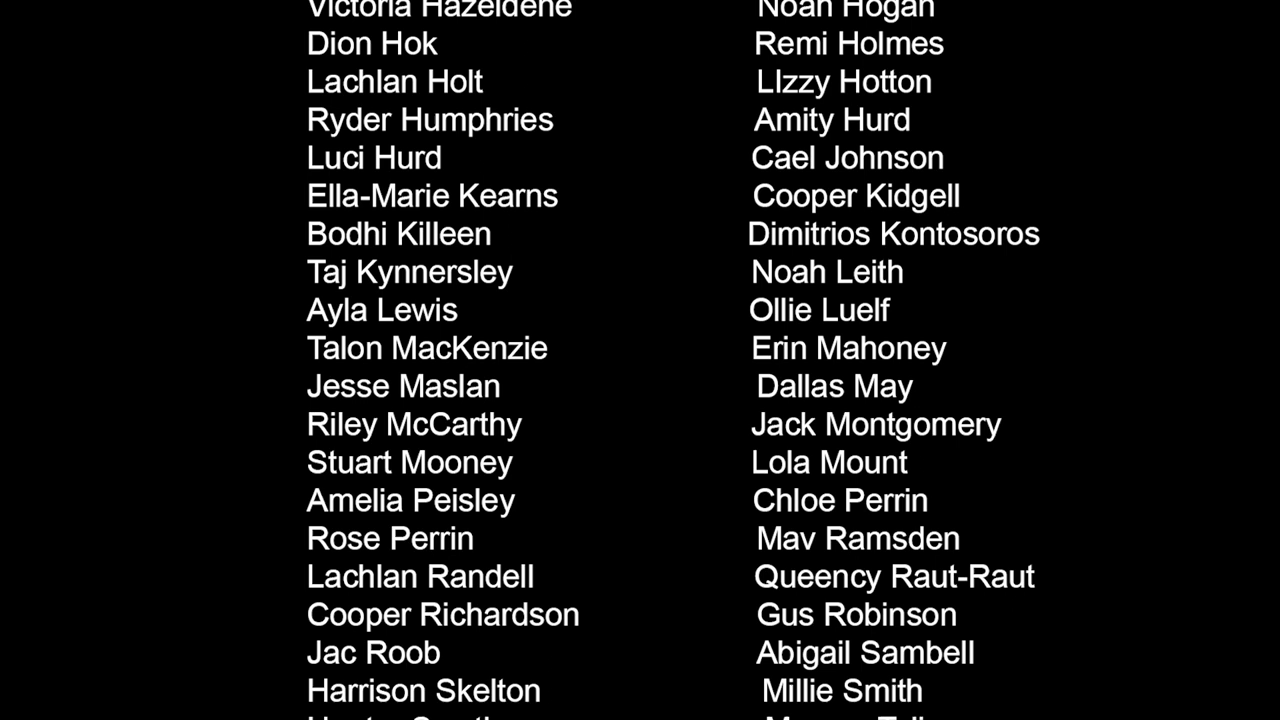 Victoria Hazeldene Noah Hogan
Dion Hok Remi Holmes
Lachlan Holt LIzzy Hotton
Ryder Humphries Amity Hurd
Luci Hurd Cael Johnson
Ella-Marie Kearns Cooper Kidgell
Bodhi Killeen Dimitrios Kontosoros
Taj Kynnersley Noah Leith
Ayla Lewis Ollie Luelf
Talon MacKenzie Erin Mahoney
Jesse Maslan Dallas May
Riley McCarthy Jack Montgomery
Stuart Mooney Lola Mount
Amelia Peisley Chloe Perrin
Rose Perrin Mav Ramsden
Lachlan Randell Queency Raut-Raut
Cooper Richardson Gus Robinson
Jac Roob Abigail Sambell
Harrison Skelton Millie Smith